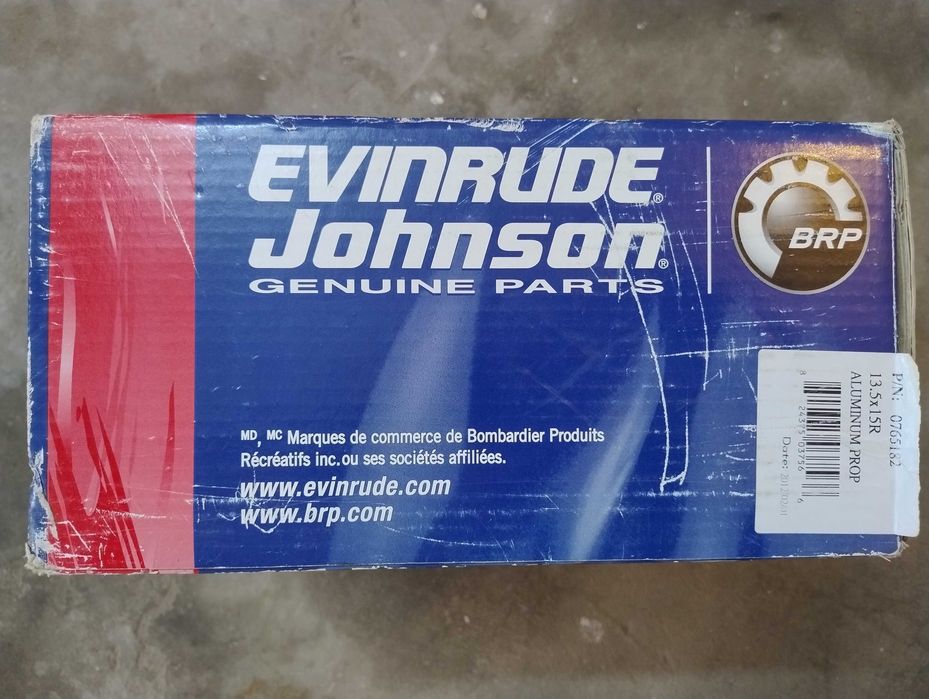 EVINRUDE®
Johnson®
GENUINE PARTS
BRP
MD, MC Marques de commerce de Bombardier Produits
Récréatifs inc.ou ses sociétés affiliées.
www.evinrude.com
www.brp.com
P/N: 0765182
13.5x15R
ALUMINUM PROP
Date: